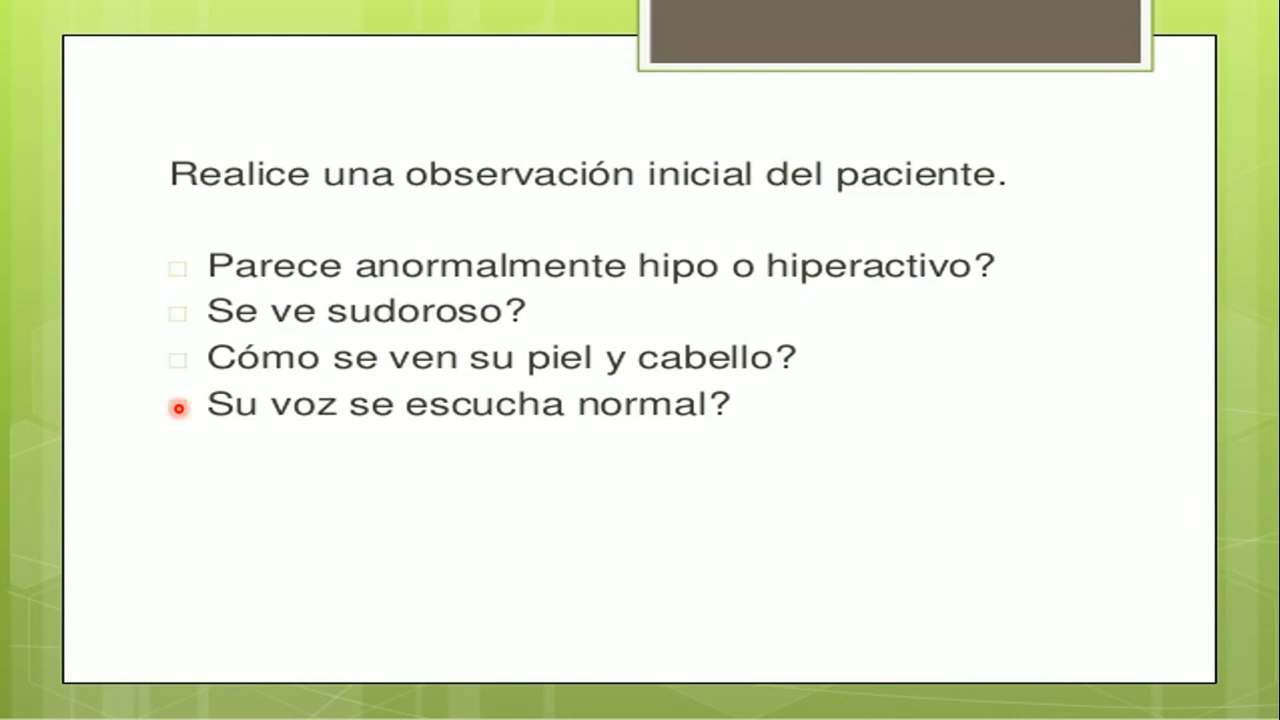 Realice una observación inicial del paciente.
Parece anormalmente hipo o hiperactivo?
Se ve sudoroso?
Cómo se ven su piel y cabello?
Su voz se escucha normal?